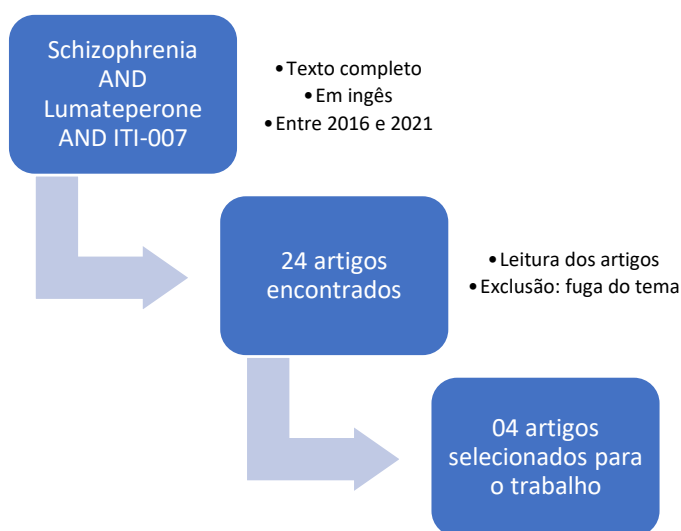 Schizophrenia
AND
Lumateperone
AND ITI-007
•Texto completo
•Em ingês
•Entre 2016 e 2021
24 artigos
encontrados
•Leitura dos artigos
•Exclusão: fuga do tema
04 artigos
selecionados para
o trabalho